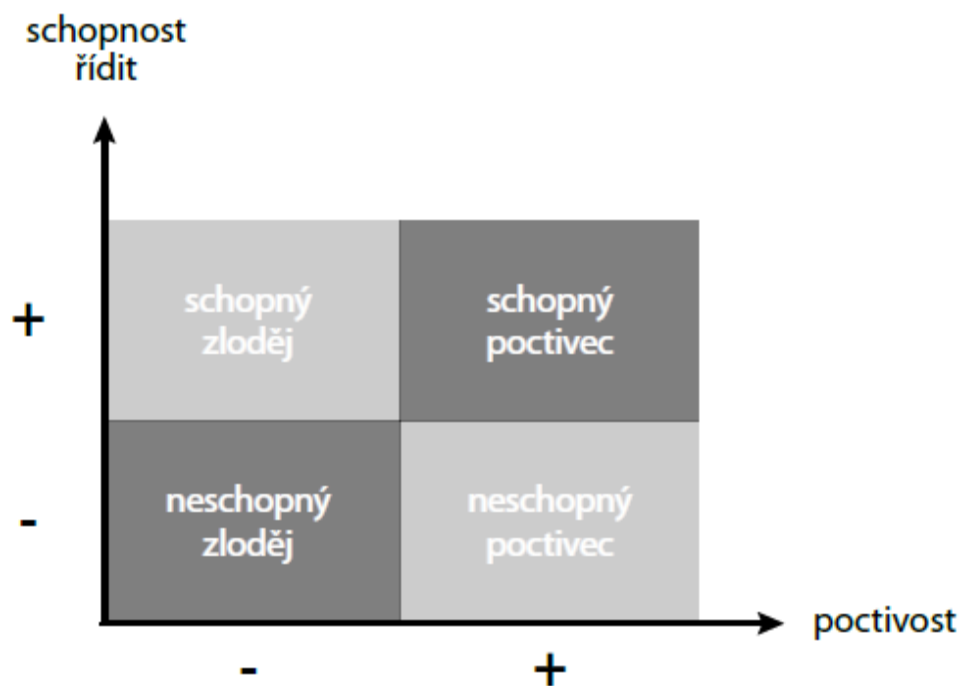 schopnost
řídit
+
schopný
zloděj
schopný
poctivec
-
neschopný
zloděj
neschopný
poctivec
poctivost
-
+